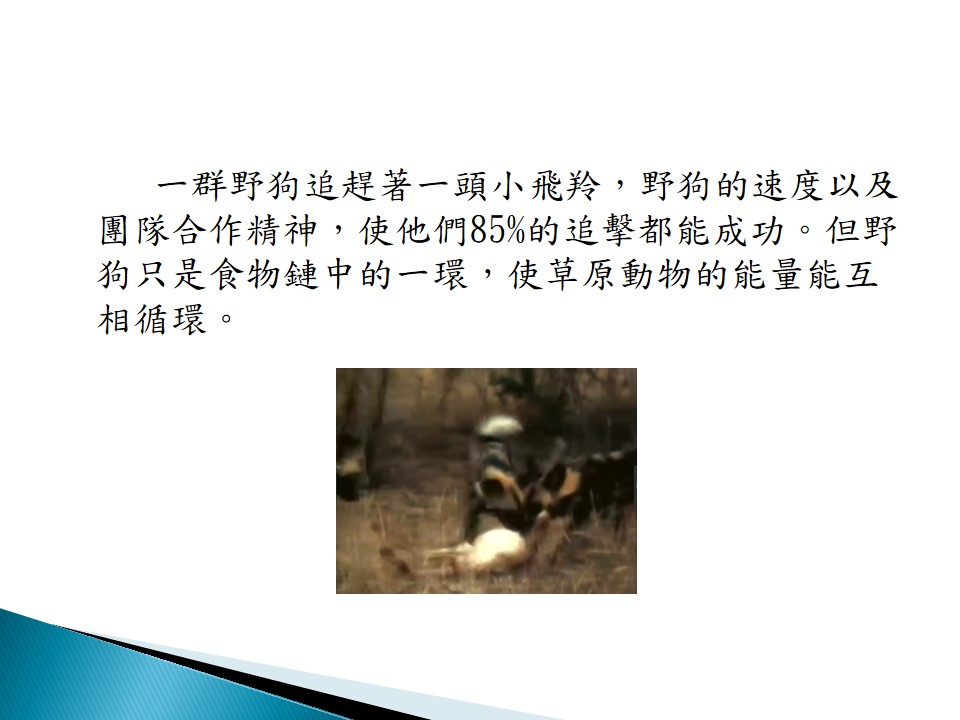 一群野狗追趕著一頭小飛羚，野狗的速度以及
團隊合作精神，使他們85%的追擊都能成功。但野
狗只是食物鏈中的一環，使草原動物的能量能互
相循環。